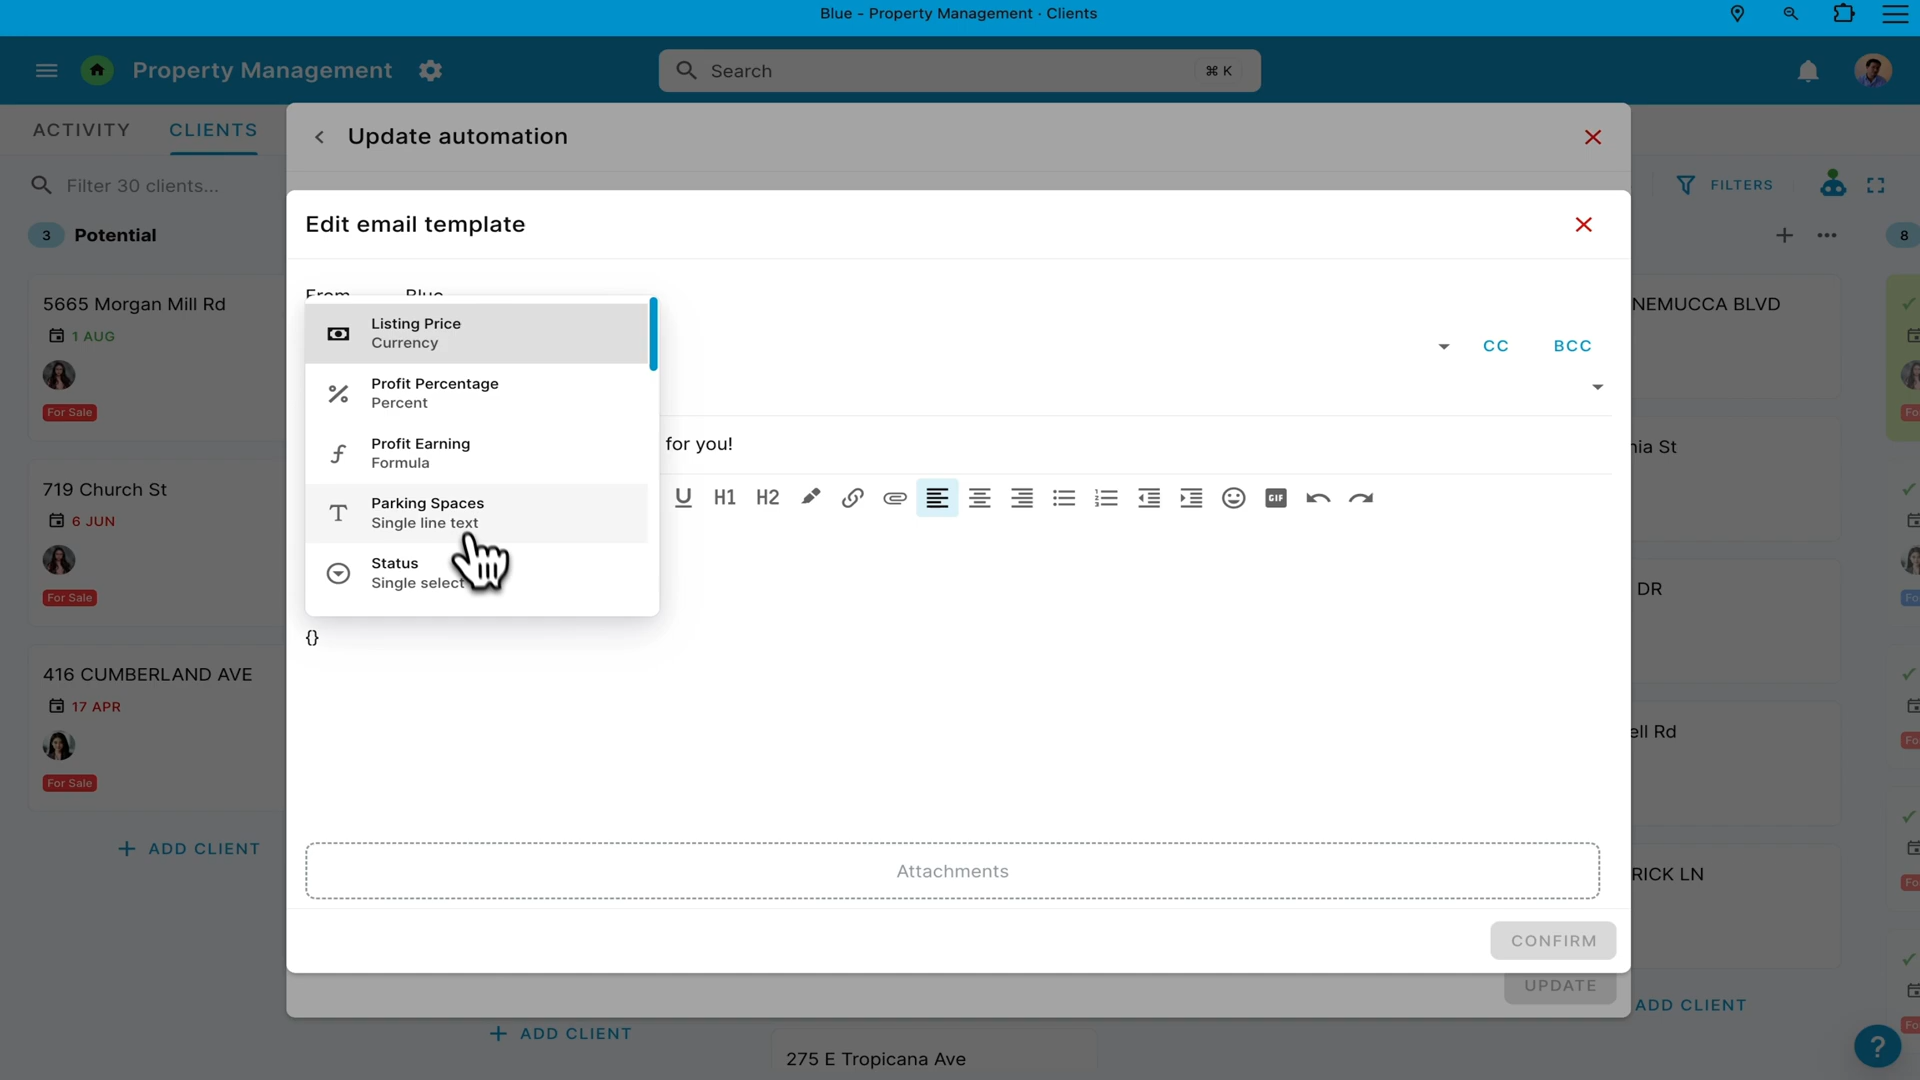 Blue - Property Management · Clients
Property Management
Search
⌘ K
ACTIVITY
CLIENTS
Update automation
Filter 30 clients...
FILTERS
3 Potential
8
Edit email template
From Blue
5665 Morgan Mill Rd
1 AUG
For Sale
Listing Price
Currency
CC
BCC
NEMUCCA BLVD
Profit Percentage
Percent
Profit Earning
Formula
for you!
nia St
719 Church St
6 JUN
For Sale
Parking Spaces
Single line text
H1
H2
GIF
Status
Single select
DR
{}
416 CUMBERLAND AVE
17 APR
For Sale
ell Rd
ADD CLIENT
Attachments
RICK LN
CONFIRM
UPDATE
ADD CLIENT
ADD CLIENT
275 E Tropicana Ave
?